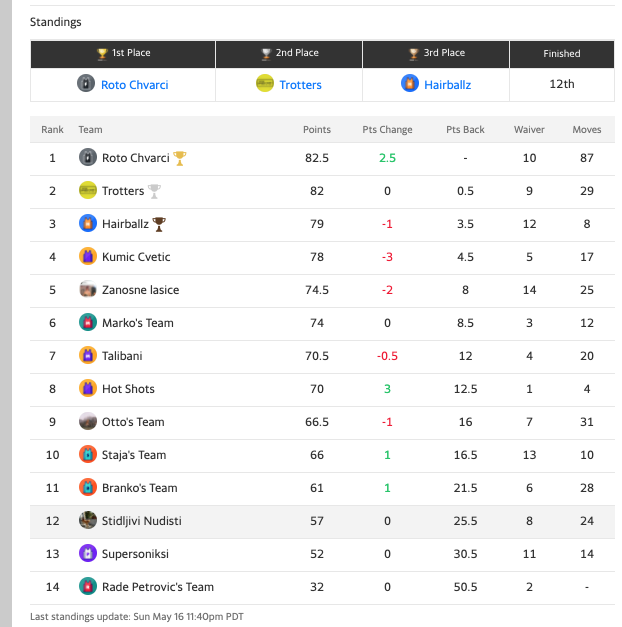 Standings
1st Place 2nd Place 3rd Place Finished
Roto Chvarci Trotters Hairballz 12th
Rank Team Points Pts Change Pts Back Waiver Moves
1 Roto Chvarci 82.5 2.5 - 10 87
2 Trotters 82 0 0.5 9 29
3 Hairballz 79 -1 3.5 12 8
4 Kumic Cvetic 78 -3 4.5 5 17
5 Zanosne lasice 74.5 -2 8 14 25
6 Marko's Team 74 0 8.5 3 12
7 Talibani 70.5 -0.5 12 4 20
8 Hot Shots 70 3 12.5 1 4
9 Otto's Team 66.5 -1 16 7 31
10 Staja's Team 66 1 16.5 13 10
11 Branko's Team 61 1 21.5 6 28
12 Stidljivi Nudisti 57 0 25.5 8 24
13 Supersoniksi 52 0 30.5 11 14
14 Rade Petrovic's Team 32 0 50.5 2 -
Last standings update: Sun May 16 11:40pm PDT